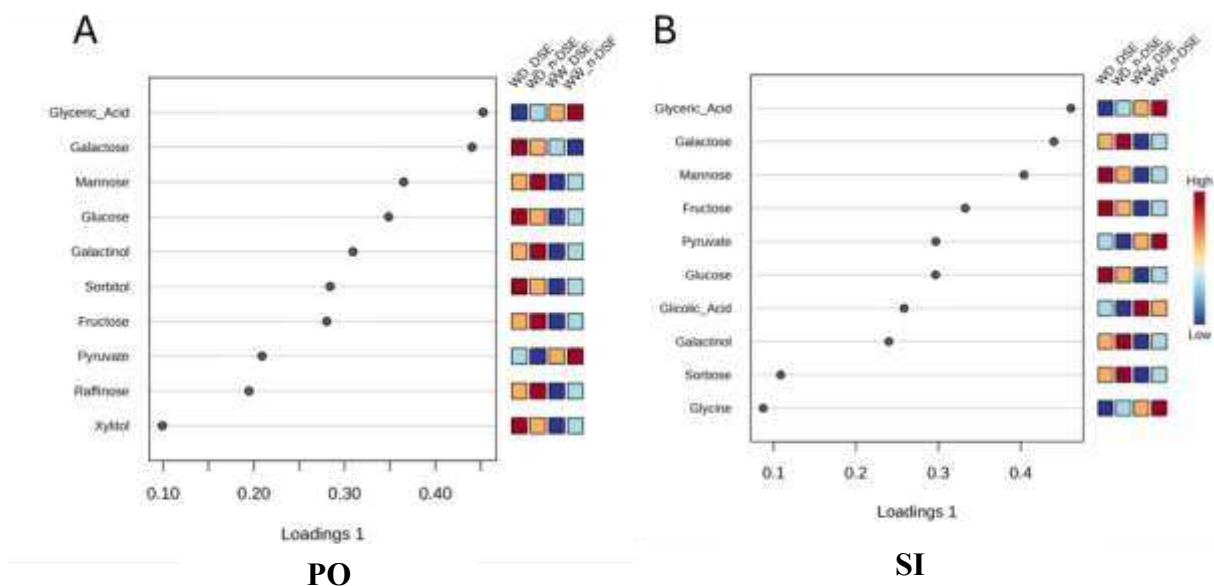 A
WD_DSE
WD_n-DSE
WW_DSE
WW_n-DSE
Glyceric_Acid
Galactose
Mannose
Glucose
Galactinol
Sorbitol
Fructose
Pyruvate
Raffinose
Xylitol
0.10 0.20 0.30 0.40
Loadings 1
PO
B
WD_DSE
WD_n-DSE
WW_DSE
WW_n-DSE
Glyceric_Acid
Galactose
Mannose
Fructose
Pyruvate
Glucose
Glicolic_Acid
Galactinol
Sorbose
Glycine
0.1 0.2 0.3 0.4
Loadings 1
SI
High
Low